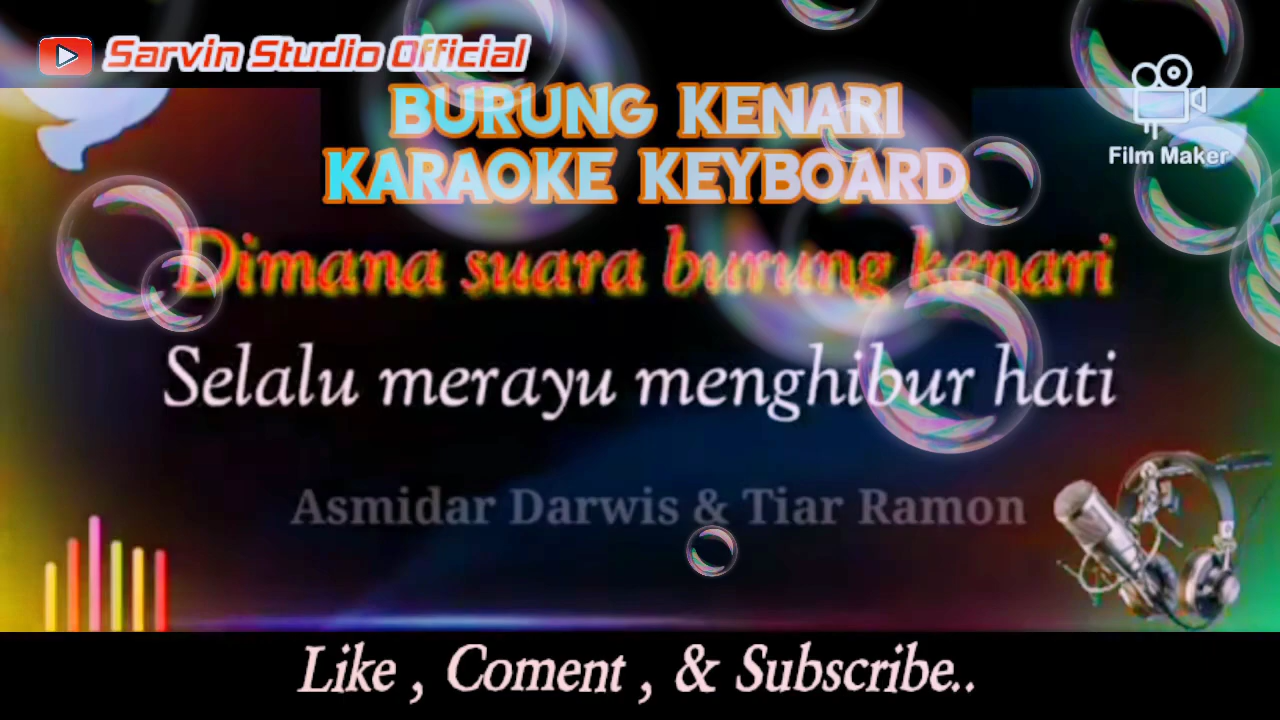 Sarvin Studio Official
BURUNG KENARI
KARAOKE KEYBOARD
Film Maker
Dimana suara burung kenari
Selalu merayu menghibur hati
Asmidar Darwis & Tiar Ramon
Like , Coment , & Subscribe..